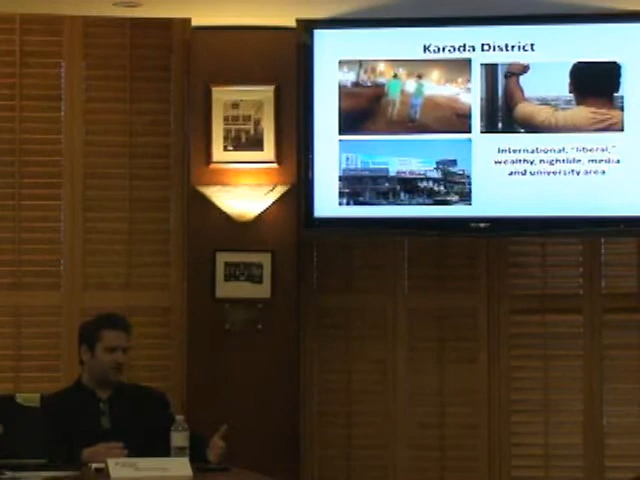 Karada District
International, "liberal,"
wealthy, nightlife, media
and university area